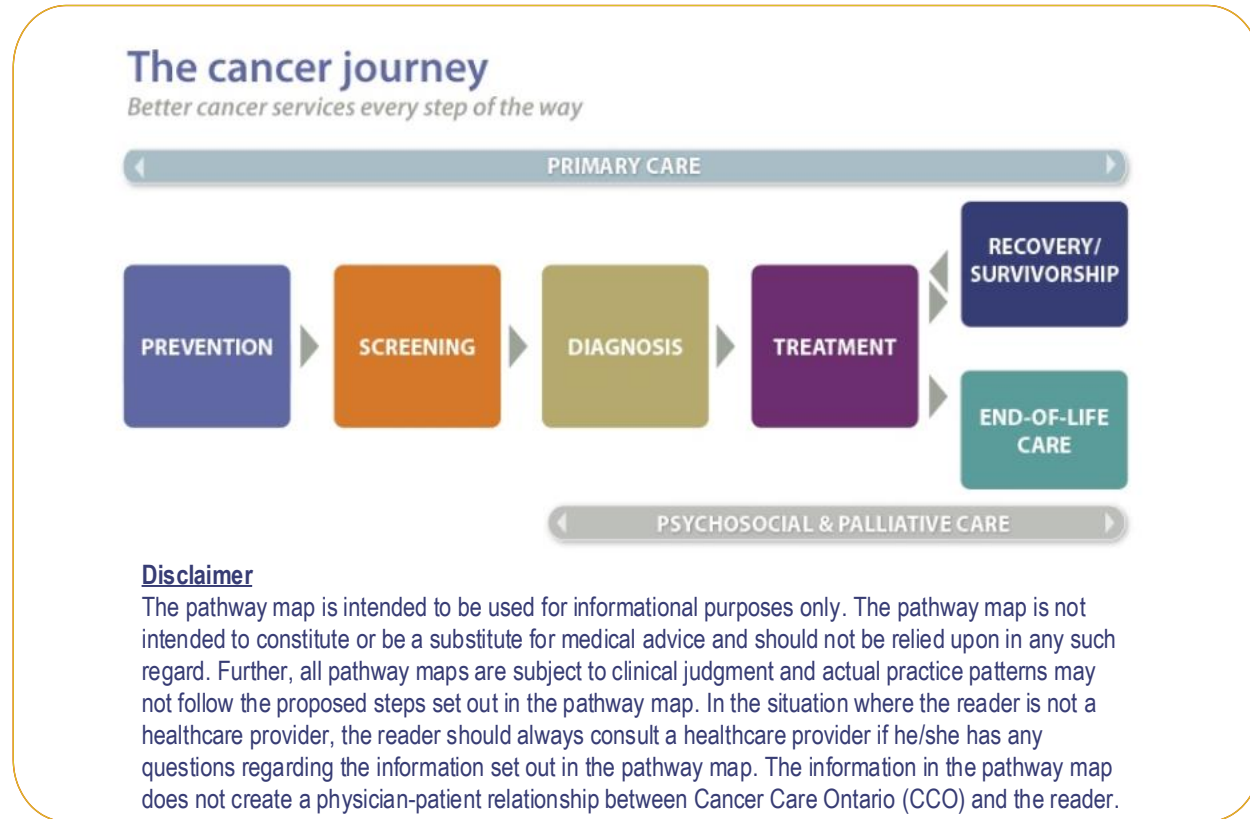 The cancer journey
Better cancer services every step of the way
PRIMARY CARE
PREVENTION
SCREENING
DIAGNOSIS
TREATMENT
RECOVERY/
SURVIVORSHIP
END-OF-LIFE
CARE
PSYCHOSOCIAL & PALLIATIVE CARE
Disclaimer
The pathway map is intended to be used for informational purposes only. The pathway map is not
intended to constitute or be a substitute for medical advice and should not be relied upon in any such
regard. Further, all pathway maps are subject to clinical judgment and actual practice patterns may
not follow the proposed steps set out in the pathway map. In the situation where the reader is not a
healthcare provider, the reader should always consult a healthcare provider if he/she has any
questions regarding the information set out in the pathway map. The information in the pathway map
does not create a physician-patient relationship between Cancer Care Ontario (CCO) and the reader.